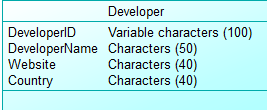 Developer
DeveloperID Variable characters (100)
DeveloperName Characters (50)
Website Characters (40)
Country Characters (40)